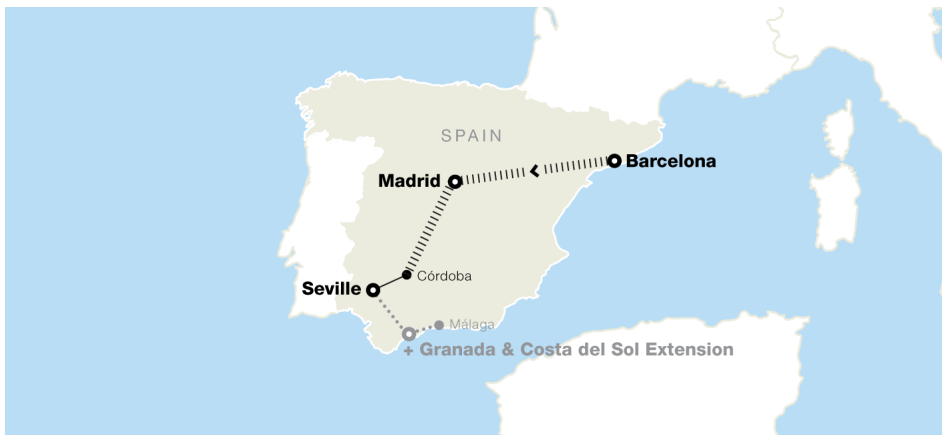 SPAIN
Barcelona
Madrid
Córdoba
Seville
Málaga
+ Granada & Costa del Sol Extension